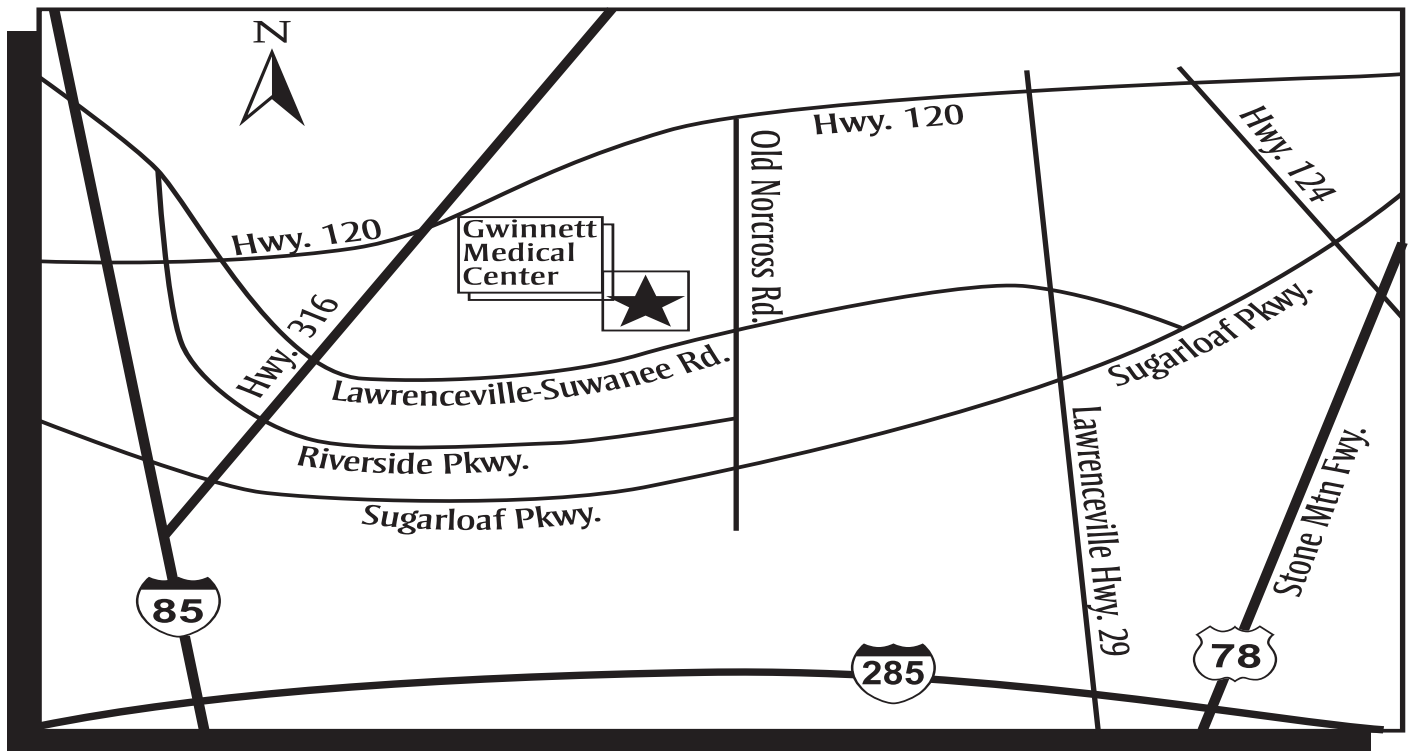 N
Hwy. 120
Old Norcross Rd.
Hwy. 124
Hwy. 120
Gwinnett
Medical
Center
Hwy. 316
Sugarloaf Pkwy.
Lawrenceville-Suwanee Rd.
Riverside Pkwy.
Sugarloaf Pkwy.
Lawrenceville Hwy. 29
Stone Mtn Fwy.
85
285
78